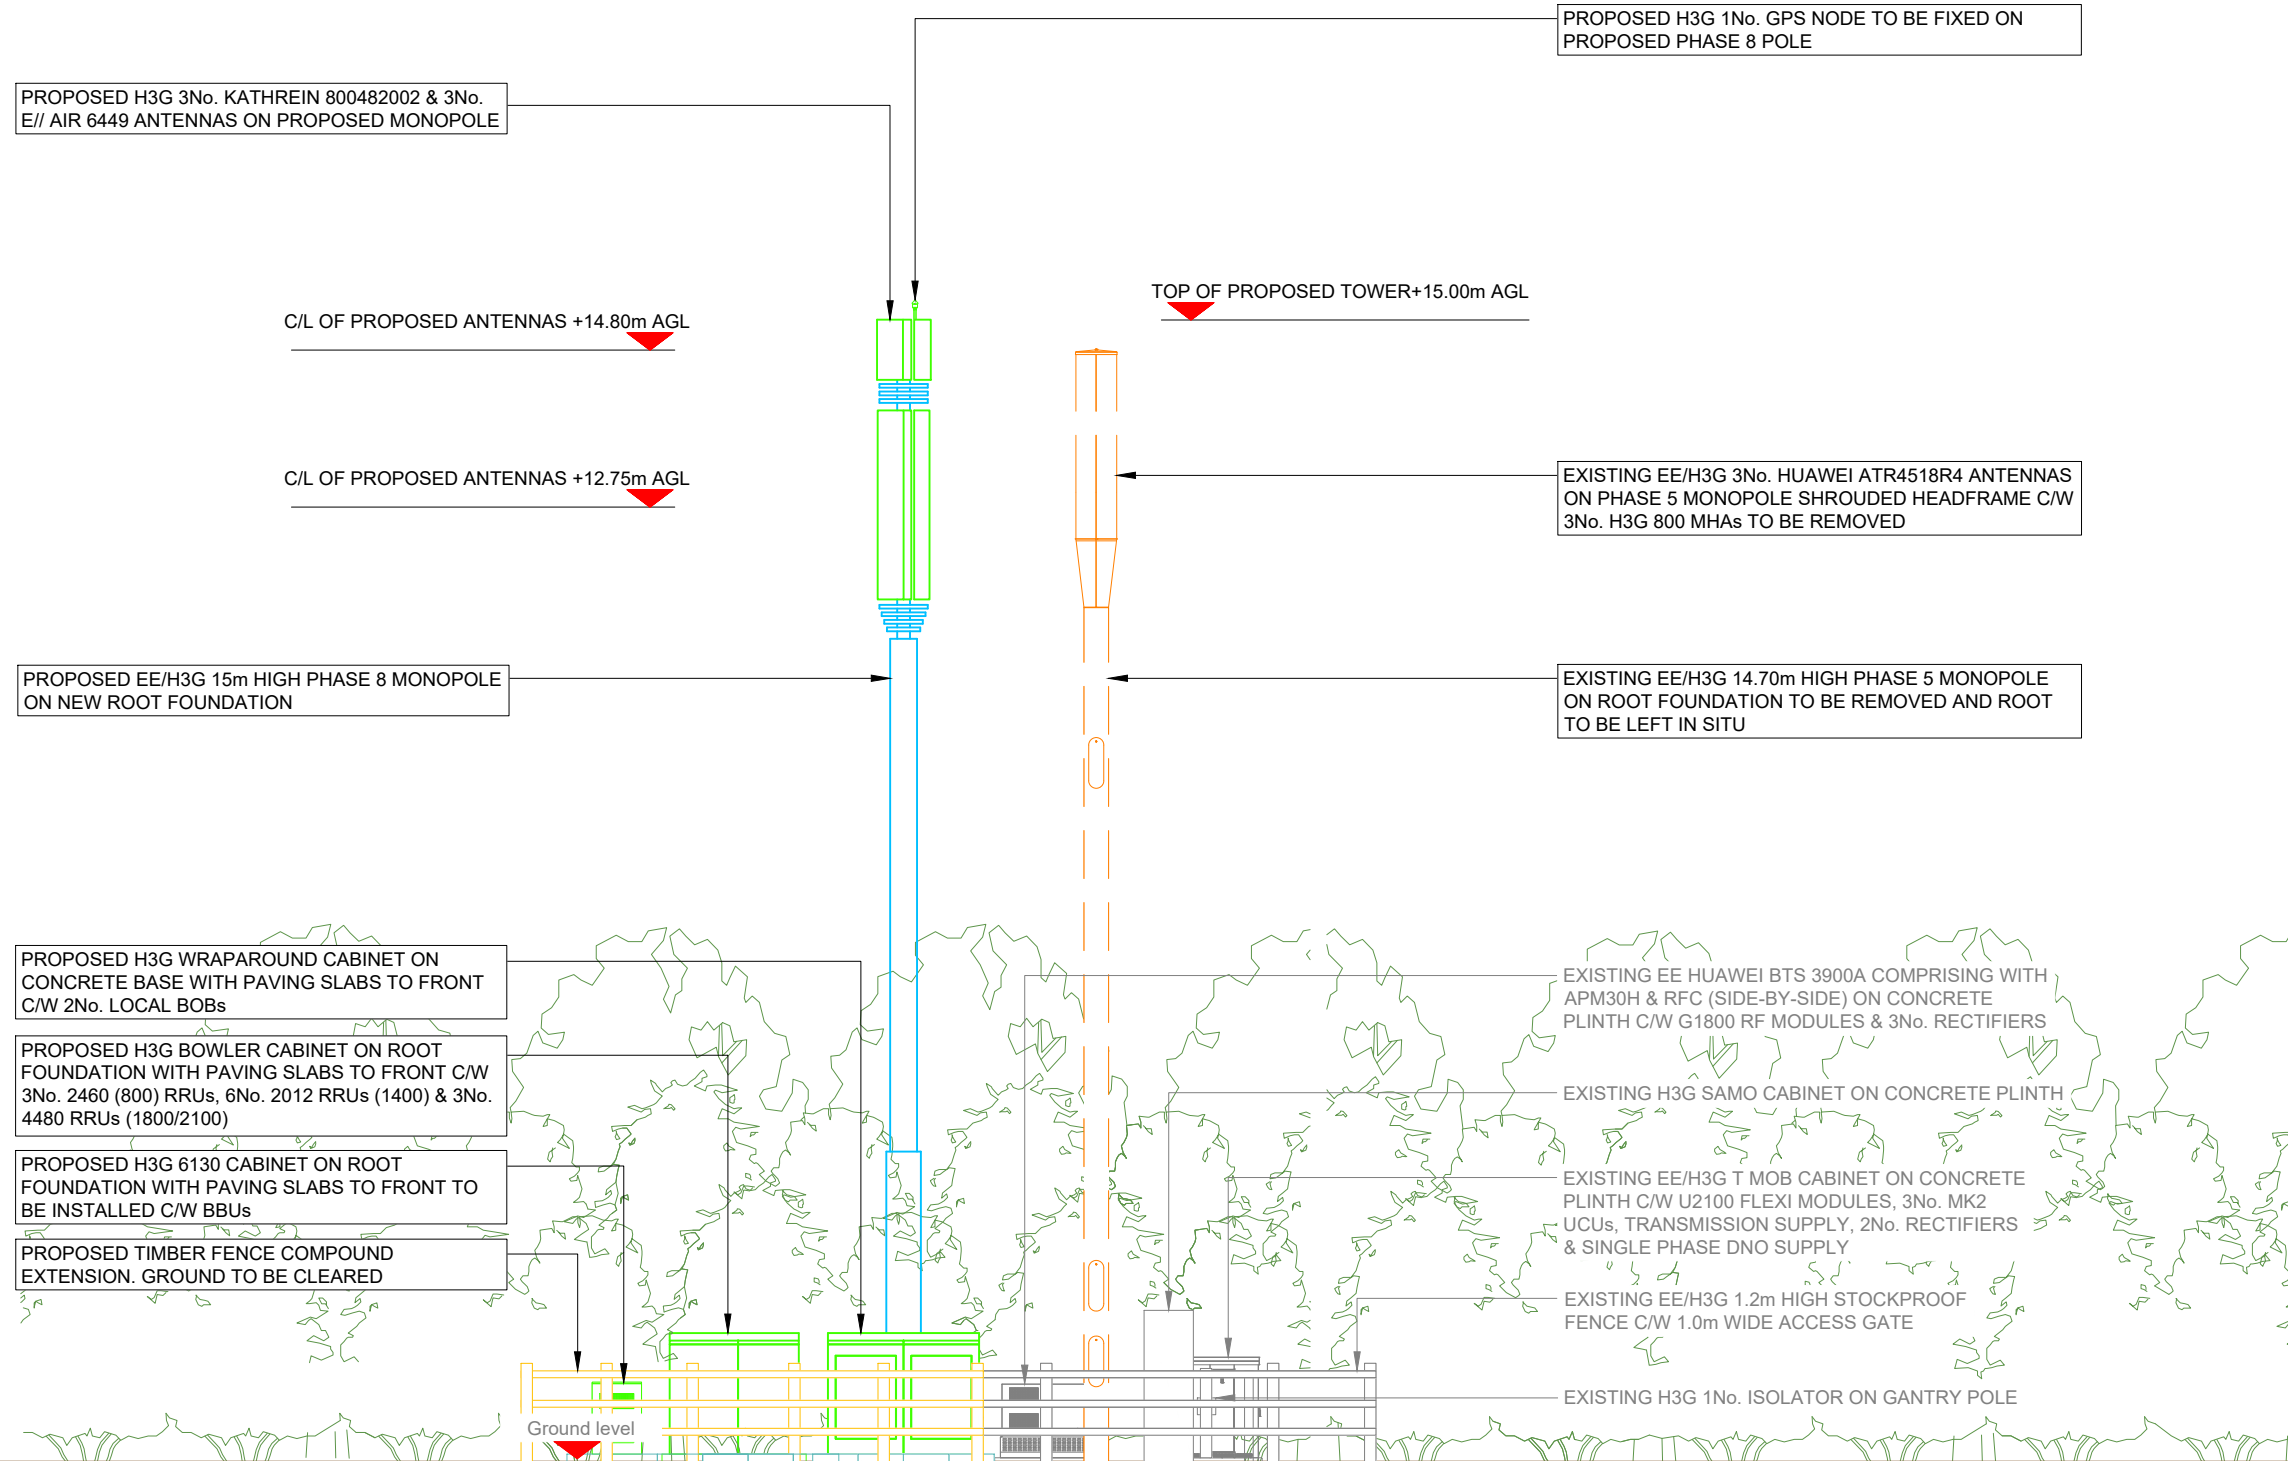 PROPOSED H3G 1No. GPS NODE TO BE FIXED ON
PROPOSED PHASE 8 POLE
PROPOSED H3G 3No. KATHREIN 800482002 & 3No.
E// AIR 6449 ANTENNAS ON PROPOSED MONOPOLE
TOP OF PROPOSED TOWER+15.00m AGL
C/L OF PROPOSED ANTENNAS +14.80m AGL
C/L OF PROPOSED ANTENNAS +12.75m AGL
EXISTING EE/H3G 3No. HUAWEI ATR4518R4 ANTENNAS
ON PHASE 5 MONOPOLE SHROUDED HEADFRAME C/W
3No. H3G 800 MHAs TO BE REMOVED
PROPOSED EE/H3G 15m HIGH PHASE 8 MONOPOLE
ON NEW ROOT FOUNDATION
EXISTING EE/H3G 14.70m HIGH PHASE 5 MONOPOLE
ON ROOT FOUNDATION TO BE REMOVED AND ROOT
TO BE LEFT IN SITU
PROPOSED H3G WRAPAROUND CABINET ON
CONCRETE BASE WITH PAVING SLABS TO FRONT
C/W 2No. LOCAL BOBs
PROPOSED H3G BOWLER CABINET ON ROOT
FOUNDATION WITH PAVING SLABS TO FRONT C/W
3No. 2460 (800) RRUs, 6No. 2012 RRUs (1400) & 3No.
4480 RRUs (1800/2100)
PROPOSED H3G 6130 CABINET ON ROOT
FOUNDATION WITH PAVING SLABS TO FRONT TO
BE INSTALLED C/W BBUs
PROPOSED TIMBER FENCE COMPOUND
EXTENSION. GROUND TO BE CLEARED
EXISTING EE HUAWEI BTS 3900A COMPRISING WITH
APM30H & RFC (SIDE-BY-SIDE) ON CONCRETE
PLINTH C/W G1800 RF MODULES & 3No. RECTIFIERS
EXISTING H3G SAMO CABINET ON CONCRETE PLINTH
EXISTING EE/H3G T MOB CABINET ON CONCRETE
PLINTH C/W U2100 FLEXI MODULES, 3No. MK2
UCUs, TRANSMISSION SUPPLY, 2No. RECTIFIERS
& SINGLE PHASE DNO SUPPLY
EXISTING EE/H3G 1.2m HIGH STOCKPROOF
FENCE C/W 1.0m WIDE ACCESS GATE
EXISTING H3G 1No. ISOLATOR ON GANTRY POLE
Ground level